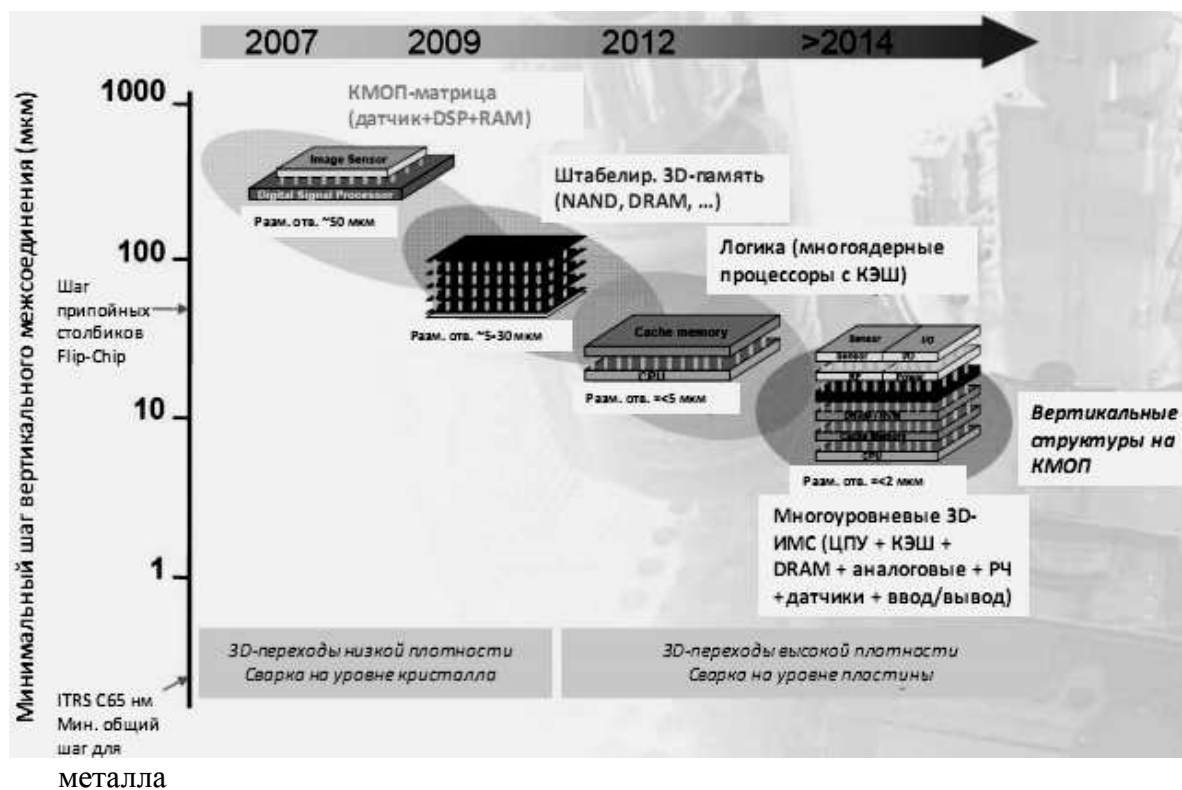 2007 2009 2012 >2014
Минимальный шаг вертикального межсоединения (мкм)
1000
100
10
1
КМОП-матрица
(датчик+DSP+RAM)
Image Sensor
Digital Signal Processor
Разм. отв. ~50 мкм
Штабелир. 3D-память
(NAND, DRAM, ...)
Разм. отв. ~5-30 мкм
Логика (многоядерные
процессоры с КЭШ)
Cache memory
CPU
Разм. отв. =<5 мкм
Sensor I/O
Sensor I/O
Cache Memory
CPU
Разм. отв. =<2 мкм
Вертикальные
структуры на
КМОП
Многоуровневые 3D-
ИМС (ЦПУ + КЭШ +
DRAM + аналоговые + РЧ
+датчики + ввод/вывод)
Шаг
припойных
столбиков
Flip-Chip
3D-переходы низкой плотности
Сварка на уровне кристалла
3D-переходы высокой плотности
Сварка на уровне пластины
ITRS C65 нм
Мин. общий
шаг для
металла